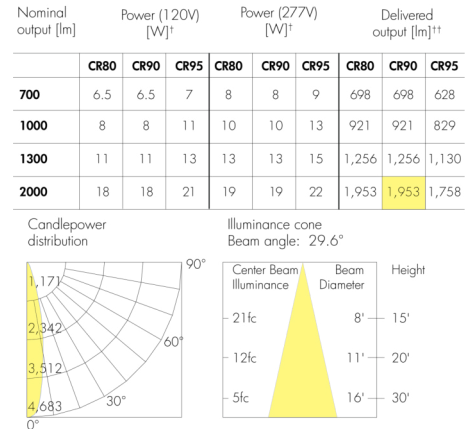 Nominal output [lm] Power (120V) [W]† Power (277V) [W]† Delivered output [lm]††
CR80 CR90 CR95 CR80 CR90 CR95 CR80 CR90 CR95
700 6.5 6.5 7 8 8 9 698 698 628
1000 8 8 11 10 10 13 921 921 829
1300 11 11 13 13 13 15 1,256 1,256 1,130
2000 18 18 21 19 19 22 1,953 1,953 1,758
Candlepower
distribution
90°
1,171
2,342
60°
3,512
30°
4,683
0°
Illuminance cone
Beam angle: 29.6°
Center Beam Illuminance Beam Diameter Height
21fc 8' 15'
12fc 11' 20'
5fc 16' 30'